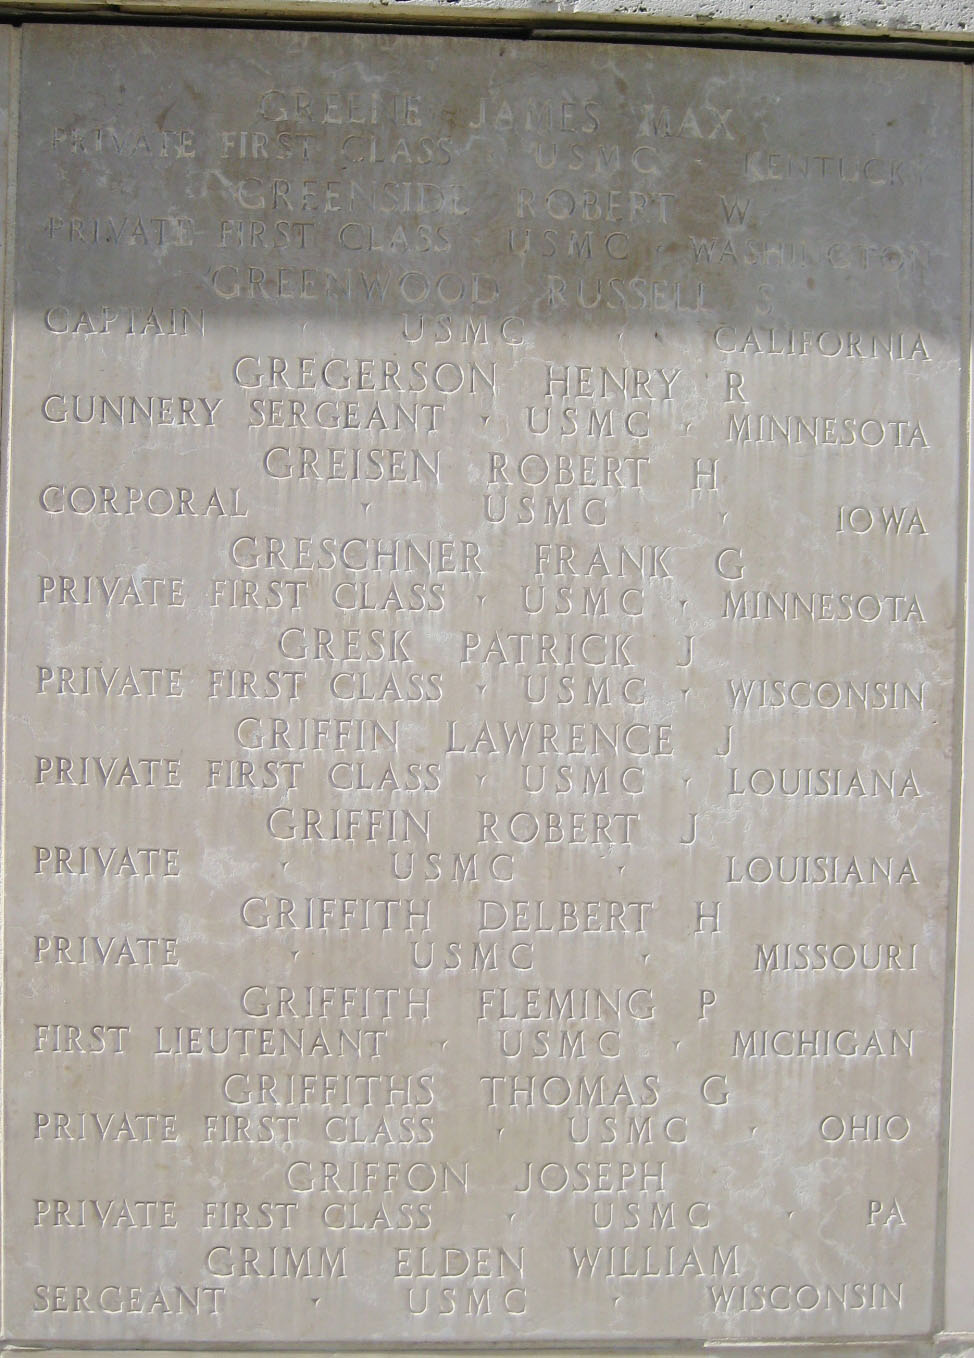 GREENE JAMES MAX
PRIVATE FIRST CLASS · USMC · KENTUCKY
GREENSIDE ROBERT W
PRIVATE FIRST CLASS · USMC · WASHINGTON
GREENWOOD RUSSELL S
CAPTAIN · USMC · CALIFORNIA
GREGERSON HENRY R
GUNNERY SERGEANT · USMC · MINNESOTA
GREISEN ROBERT H
CORPORAL · USMC · IOWA
GRESCHNER FRANK G
PRIVATE FIRST CLASS · USMC · MINNESOTA
GRESK PATRICK J
PRIVATE FIRST CLASS · USMC · WISCONSIN
GRIFFIN LAWRENCE J
PRIVATE FIRST CLASS · USMC · LOUISIANA
GRIFFIN ROBERT J
PRIVATE · USMC · LOUISIANA
GRIFFITH DELBERT H
PRIVATE · USMC · MISSOURI
GRIFFITH FLEMING P
FIRST LIEUTENANT · USMC · MICHIGAN
GRIFFITHS THOMAS G
PRIVATE FIRST CLASS · USMC · OHIO
GRIFFON JOSEPH
PRIVATE FIRST CLASS · USMC · PA
GRIMM ELDEN WILLIAM
SERGEANT · USMC · WISCONSIN